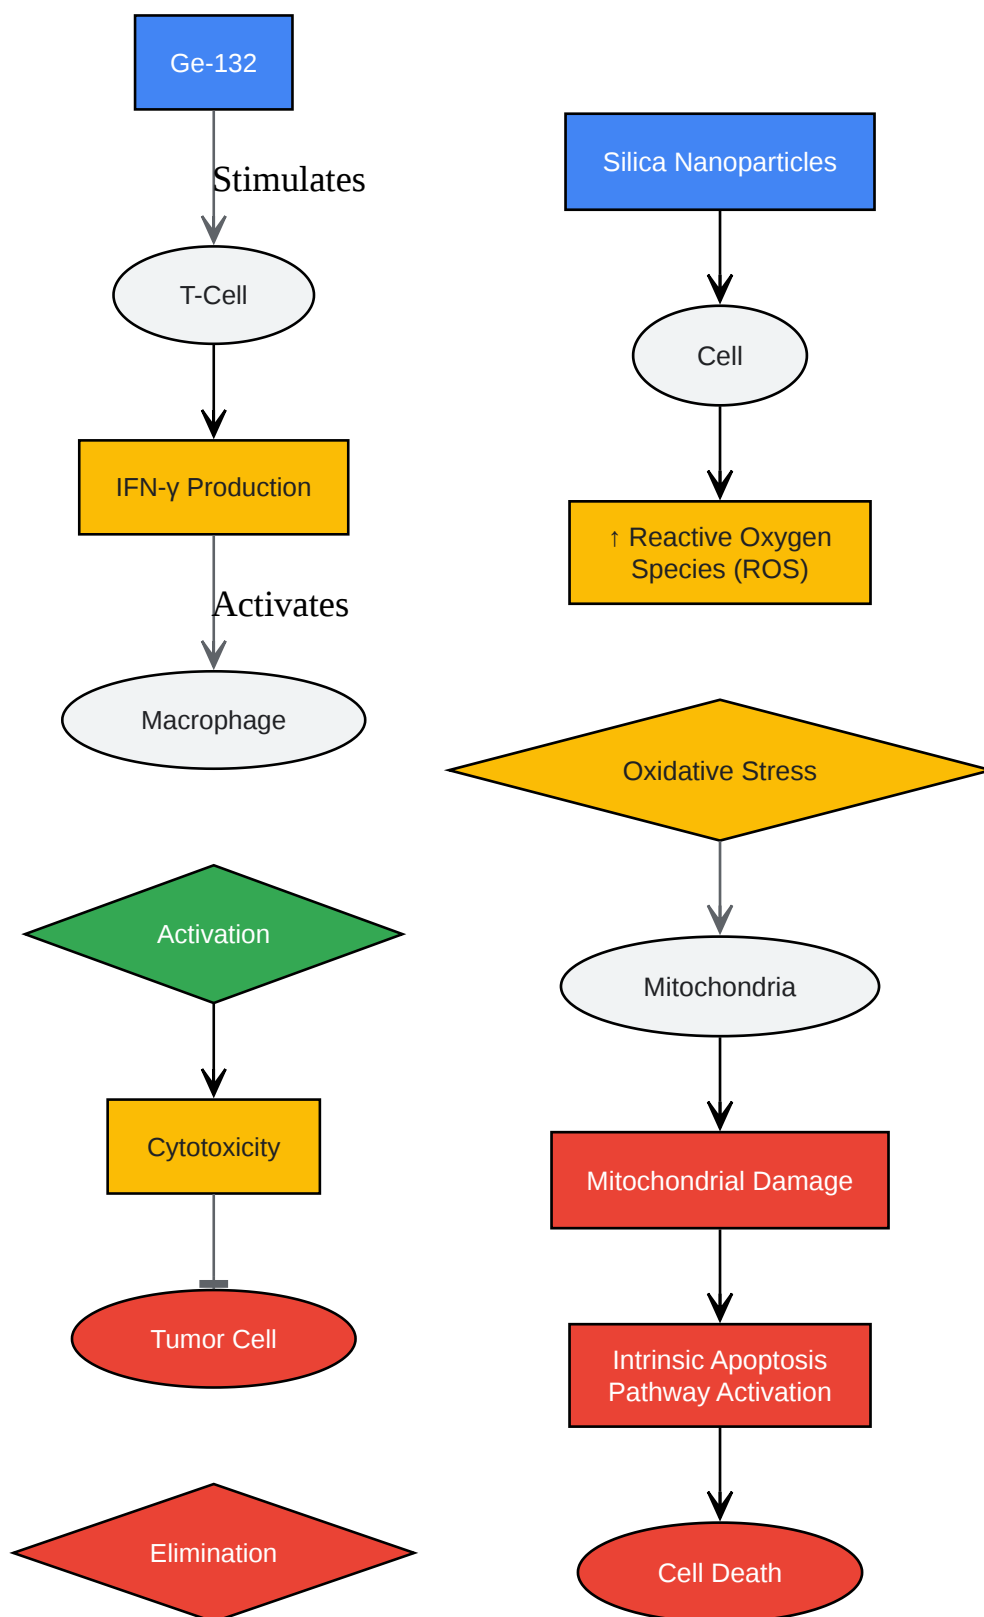 Ge-132
Stimulates
T-Cell
IFN-γ Production
Activates
Macrophage
Activation
Cytotoxicity
Tumor Cell
Elimination
Silica Nanoparticles
Cell
↑ Reactive Oxygen
Species (ROS)
Oxidative Stress
Mitochondria
Mitochondrial Damage
Intrinsic Apoptosis
Pathway Activation
Cell Death